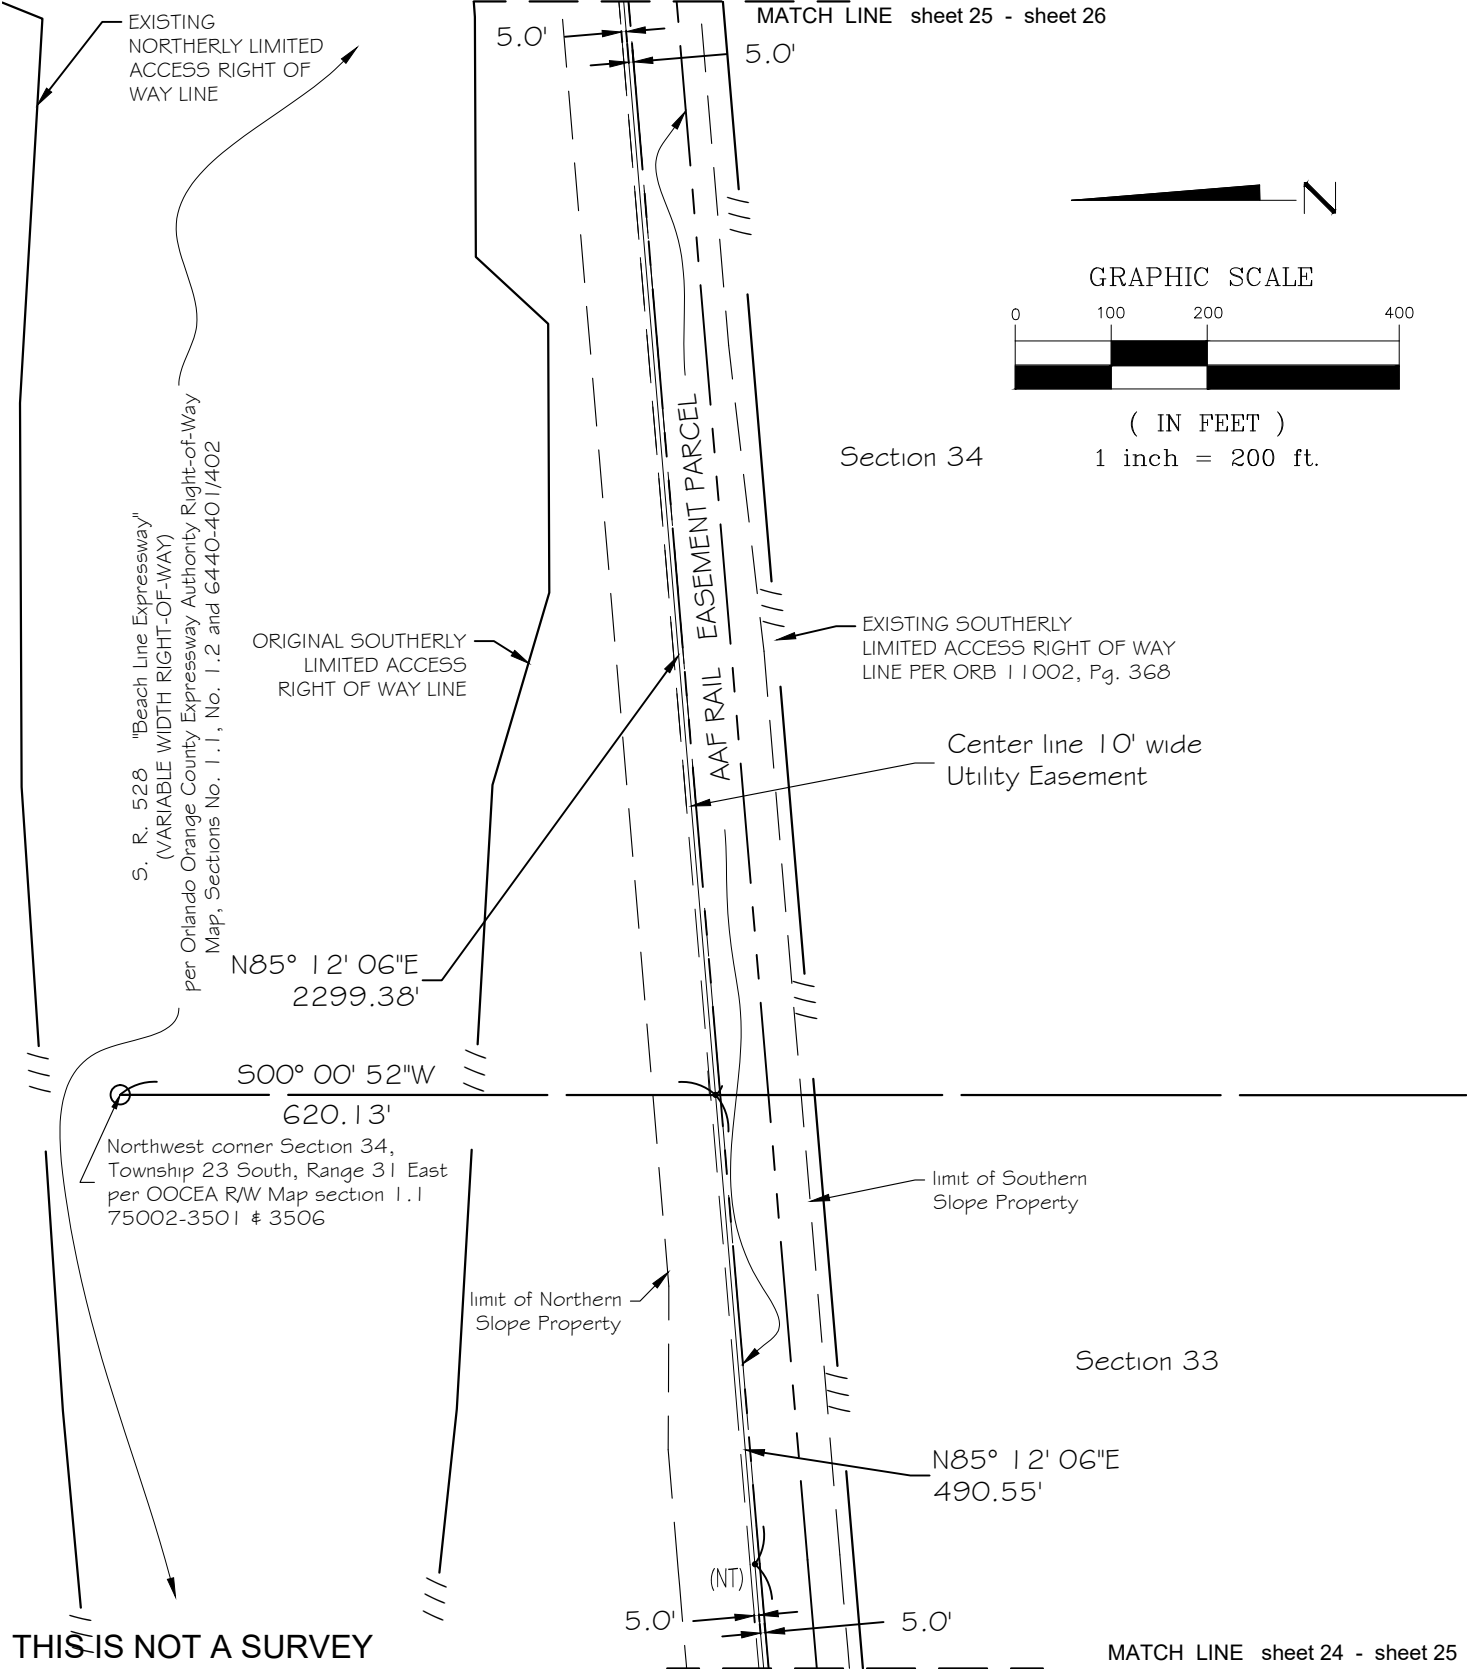 EXISTING
NORTHERLY LIMITED
ACCESS RIGHT OF
WAY LINE
5.0'
MATCH LINE sheet 25 - sheet 26
5.0'
N
GRAPHIC SCALE
0 100 200 400
( IN FEET )
1 inch = 200 ft.
Section 34
S. R. 528 "Beach Line Expressway"
(VARIABLE WIDTH RIGHT-OF-WAY)
per Orlando Orange County Expressway Authority Right-of-Way
Map, Sections No. 1.1, No. 1.2 and 6440-401/402
AAF RAIL EASEMENT PARCEL
ORIGINAL SOUTHERLY
LIMITED ACCESS
RIGHT OF WAY LINE
EXISTING SOUTHERLY
LIMITED ACCESS RIGHT OF WAY
LINE PER ORB 11002, Pg. 368
Center line 10' wide
Utility Easement
N85° 12' 06"E
2299.38'
S00° 00' 52"W
620.13'
Northwest corner Section 34,
Township 23 South, Range 31 East
per OOCEA R/W Map section 1.1
75002-3501 & 3506
limit of Southern
Slope Property
limit of Northern
Slope Property
Section 33
N85° 12' 06"E
490.55'
(NT)
5.0'
5.0'
THIS IS NOT A SURVEY
MATCH LINE sheet 24 - sheet 25